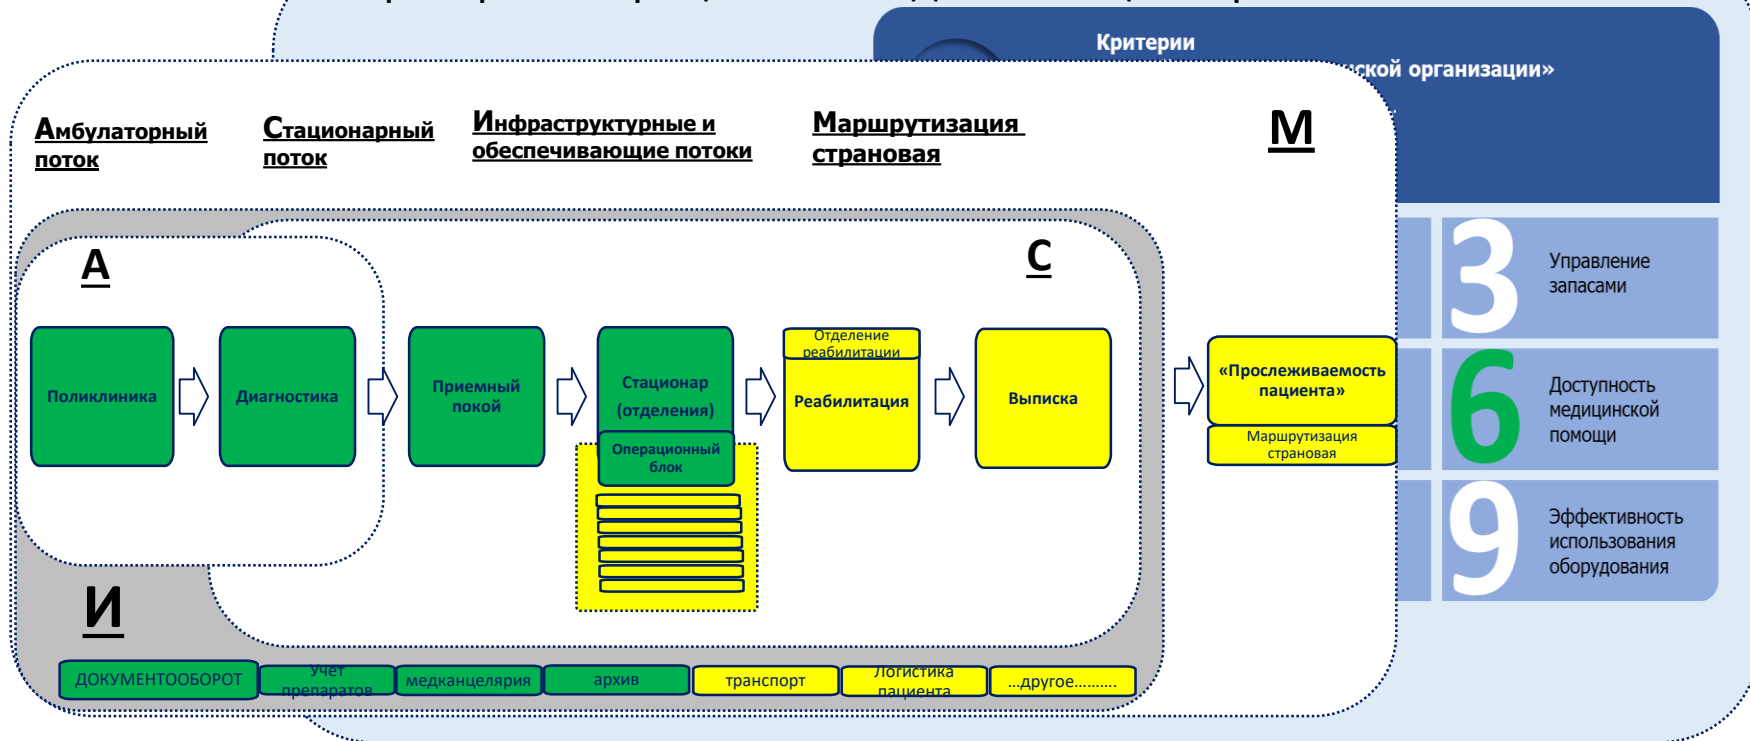 Критерии
ской организации»
Амбулаторный
поток
Стационарный
поток
Инфраструктурные и
обеспечивающие потоки
Маршрутизация
страновая
М
А
С
Поликлиника
Диагностика
Приемный
покой
Стационар
(отделения)
Операционный
блок
Отделение
реабилитации
Реабилитация
Выписка
«Прослеживаемость
пациента»
Маршрутизация
страновая
3
Управление
запасами
6
Доступность
медицинской
помощи
9
Эффективность
использования
оборудования
И
ДОКУМЕНТООБОРОТ
Учет
препаратов
медканцелярия
архив
транспорт
Логистика
пациента
...другое..........